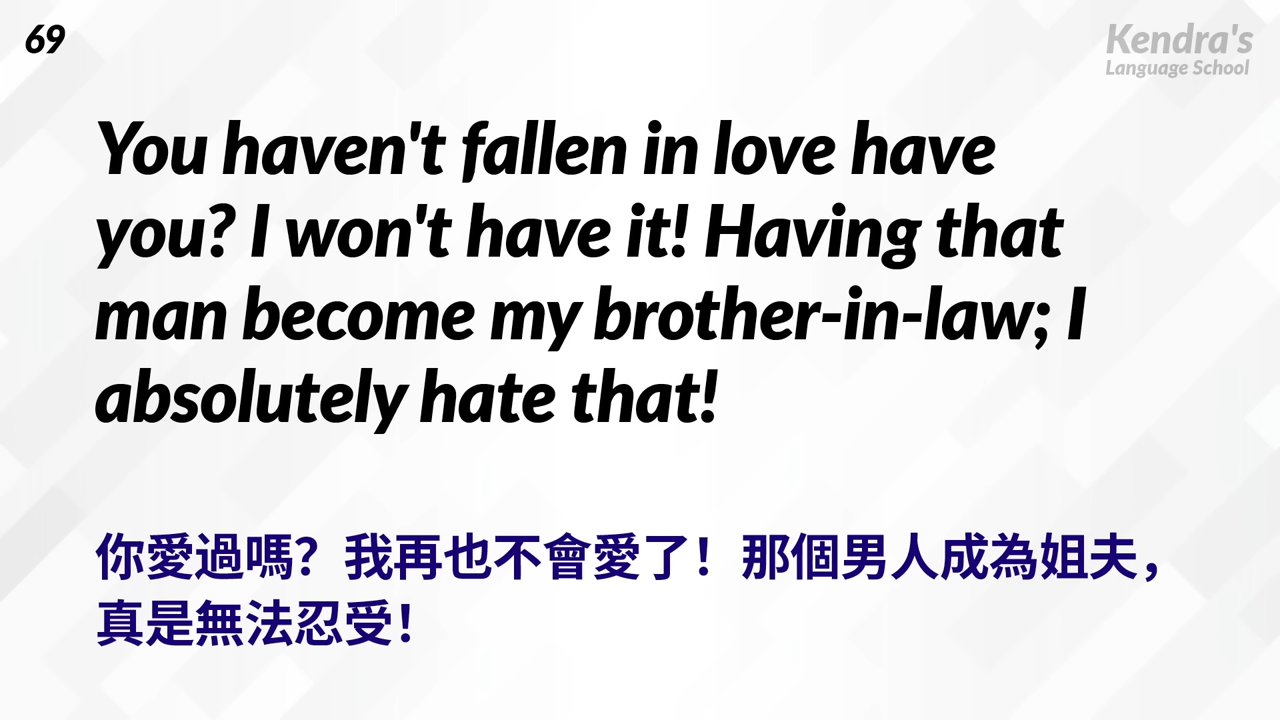 69
Kendra's
Language School
You haven't fallen in love have
you? I won't have it! Having that
man become my brother-in-law; I
absolutely hate that!
你愛過嗎？我再也不會愛了！那個男人成為姐夫，
真是無法忍受！